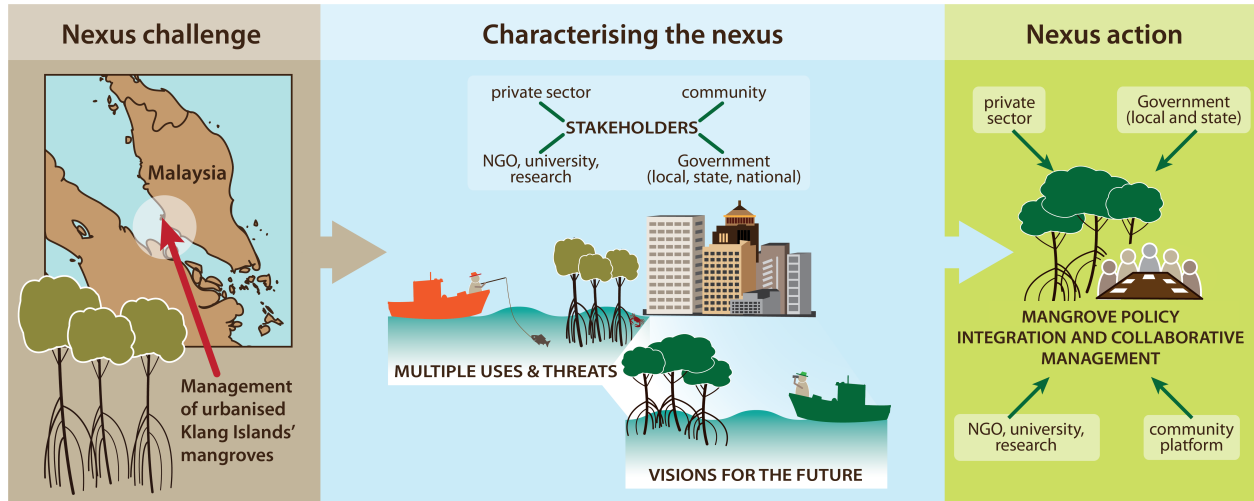 Nexus challenge
Malaysia
Management
of urbanised
Klang Islands’
mangroves
Characterising the nexus
private sector
community
STAKEHOLDERS
NGO, university,
research
Government
(local, state, national)
MULTIPLE USES & THREATS
VISIONS FOR THE FUTURE
Nexus action
private
sector
Government
(local and state)
MANGROVE POLICY
INTEGRATION AND COLLABORATIVE
MANAGEMENT
NGO, university,
research
community
platform